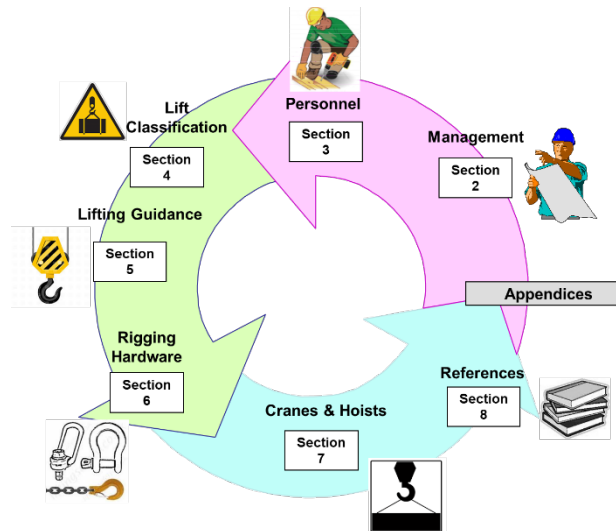 Personnel
Section
3
Management
Section
2
Lift
Classification
Section
4
Lifting Guidance
Section
5
Appendices
Rigging
Hardware
Section
6
References
Section
8
Cranes & Hoists
Section
7